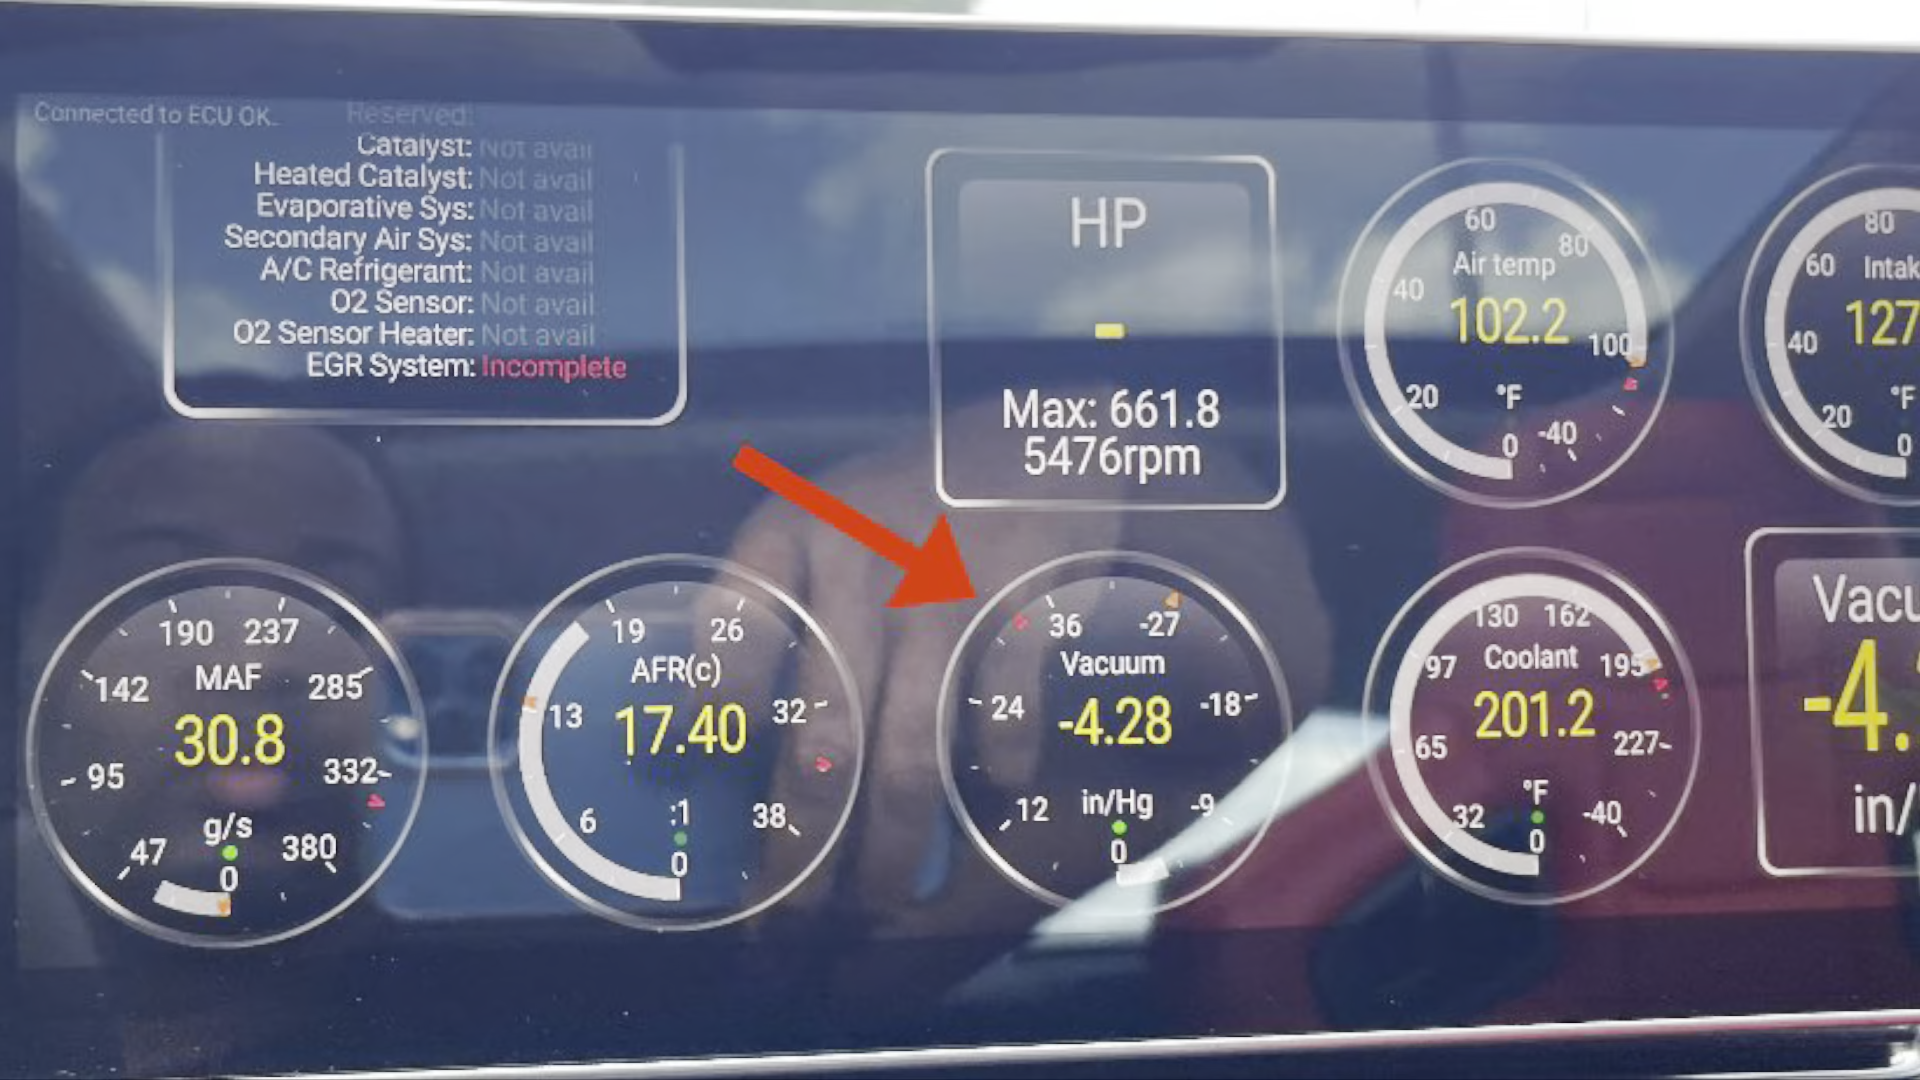 Connected to ECU OK.
Reserved:
Catalyst: Not avail
Heated Catalyst: Not avail
Evaporative Sys: Not avail
Secondary Air Sys: Not avail
A/C Refrigerant: Not avail
O2 Sensor: Not avail
O2 Sensor Heater: Not avail
EGR System: Incomplete
HP
-
Max: 661.8
5476rpm
60
80
Air temp
40
102.2
100
20
°F
-40
0
80
60
Intak
127
40
°F
20
0
190 237
MAF
142
285
30.8
95
332
g/s
47
380
0
19
26
AFR(c)
13
17.40
32
6
:1
38
0
36
-27
Vacuum
24
-4.28
-18
12
in/Hg
-9
0
130 162
97
Coolant
195
201.2
65
227
°F
32
-40
0
Vacu
-4.
in/